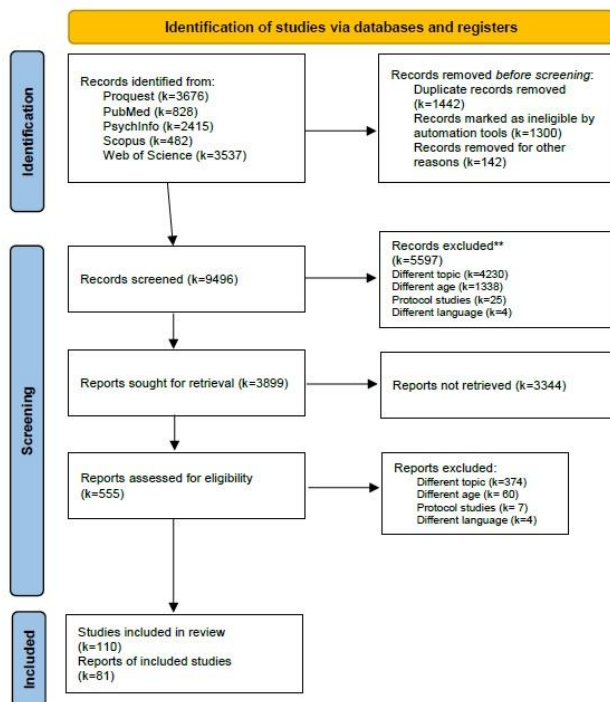 Identification of studies via databases and registers
Identification
Records identified from:
Proquest (k=3676)
PubMed (k=828)
PsychInfo (k=2415)
Scopus (k=482)
Web of Science (k=3537)
Records removed before screening:
Duplicate records removed
(k=1442)
Records marked as ineligible by
automation tools (k=1300)
Records removed for other
reasons (k=142)
Screening
Records screened (k=9496)
Records excluded**
(k=5597)
Different topic (k=4230)
Different age (k=1338)
Protocol studies (k=25)
Different language (k=4)
Reports sought for retrieval (k=3899)
Reports not retrieved (k=3344)
Reports assessed for eligibility
(k=555)
Reports excluded:
Different topic (k=374)
Different age (k= 60)
Protocol studies (k= 7)
Different language (k=4)
Included
Studies included in review
(k=110)
Reports of included studies
(k=81)